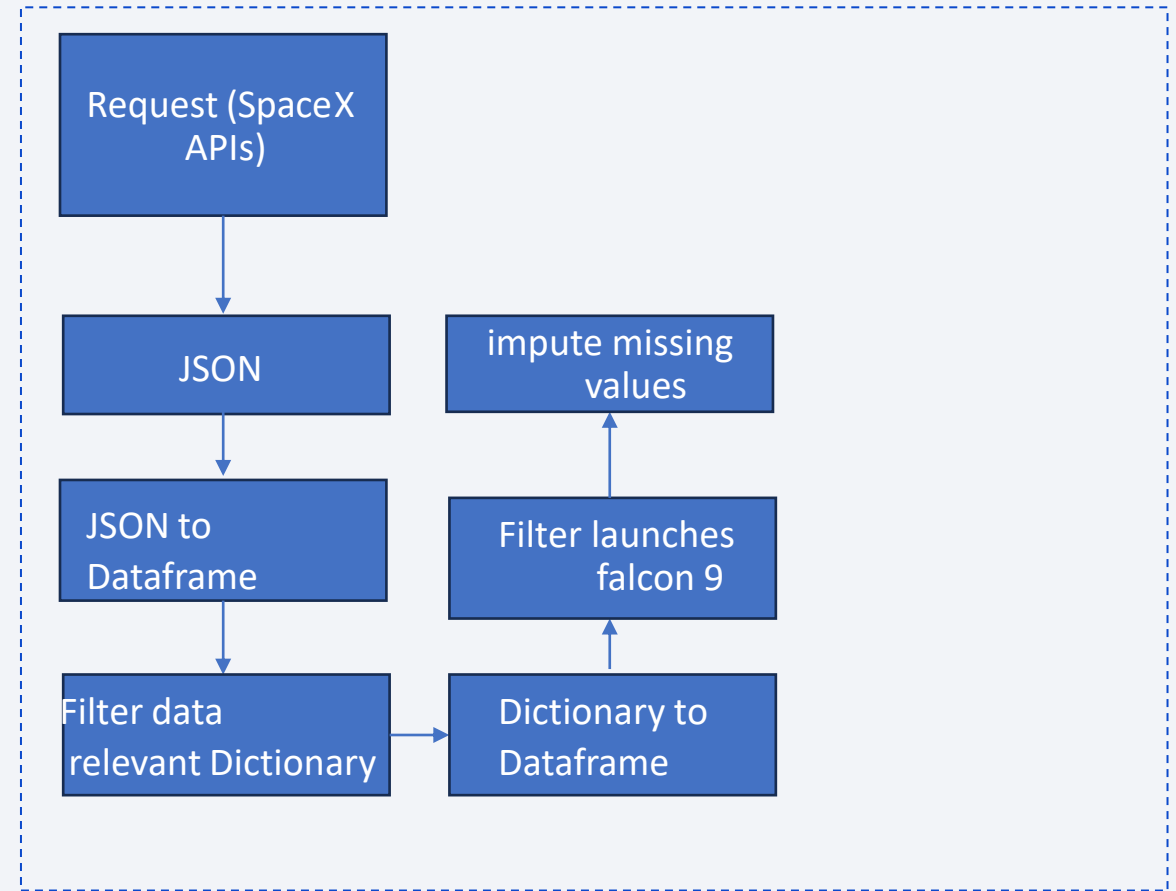 Request (SpaceX
APIs)
JSON
JSON to
Dataframe
Filter data
relevant Dictionary
Dictionary to
Dataframe
Filter launches
falcon 9
impute missing
values